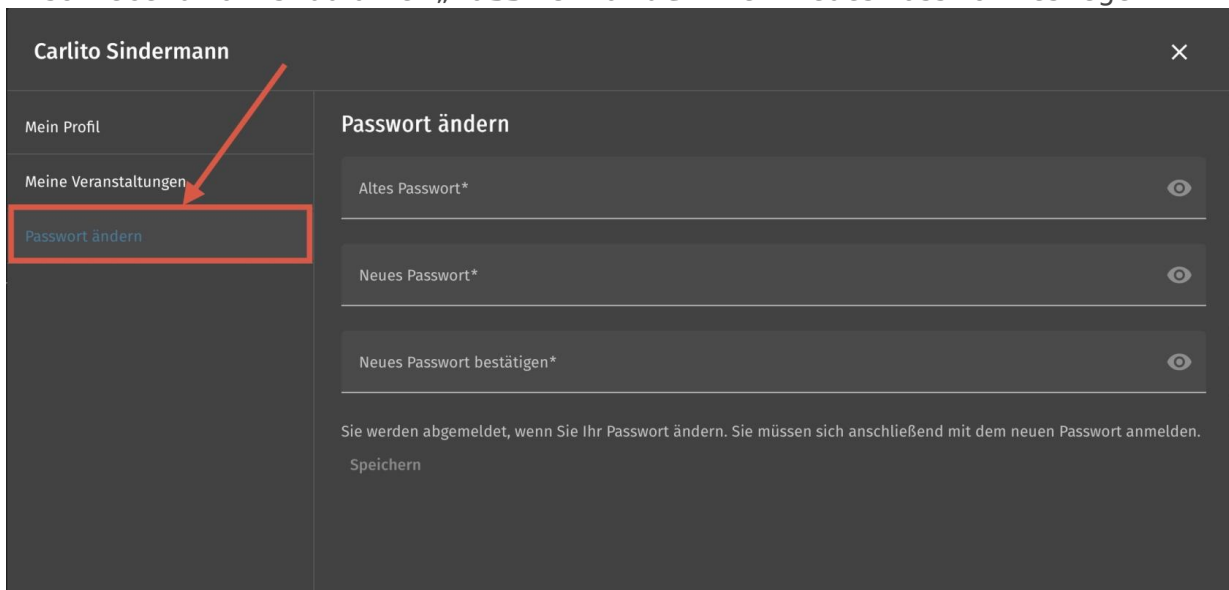 Carlito Sindermann
Mein Profil
Meine Veranstaltungen
Passwort ändern
Passwort ändern
Altes Passwort*
Neues Passwort*
Neues Passwort bestätigen*
Sie werden abgemeldet, wenn Sie Ihr Passwort ändern. Sie müssen sich anschließend mit dem neuen Passwort anmelden.
Speichern